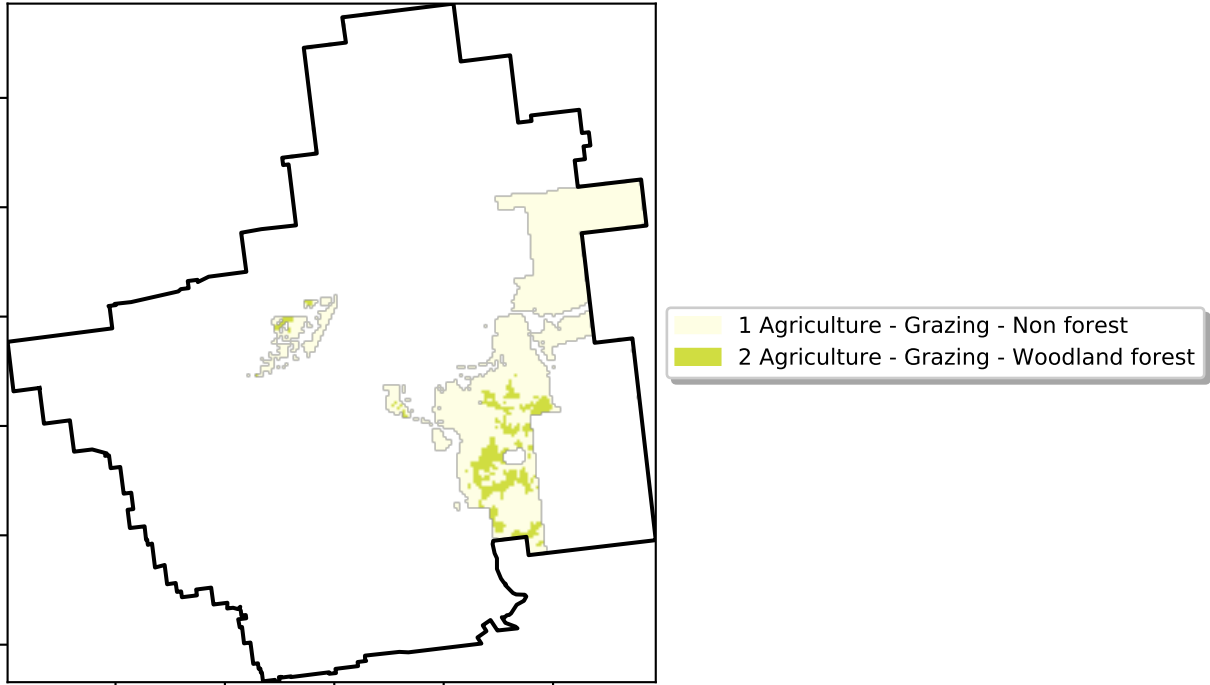 1 Agriculture - Grazing - Non forest
2 Agriculture - Grazing - Woodland forest